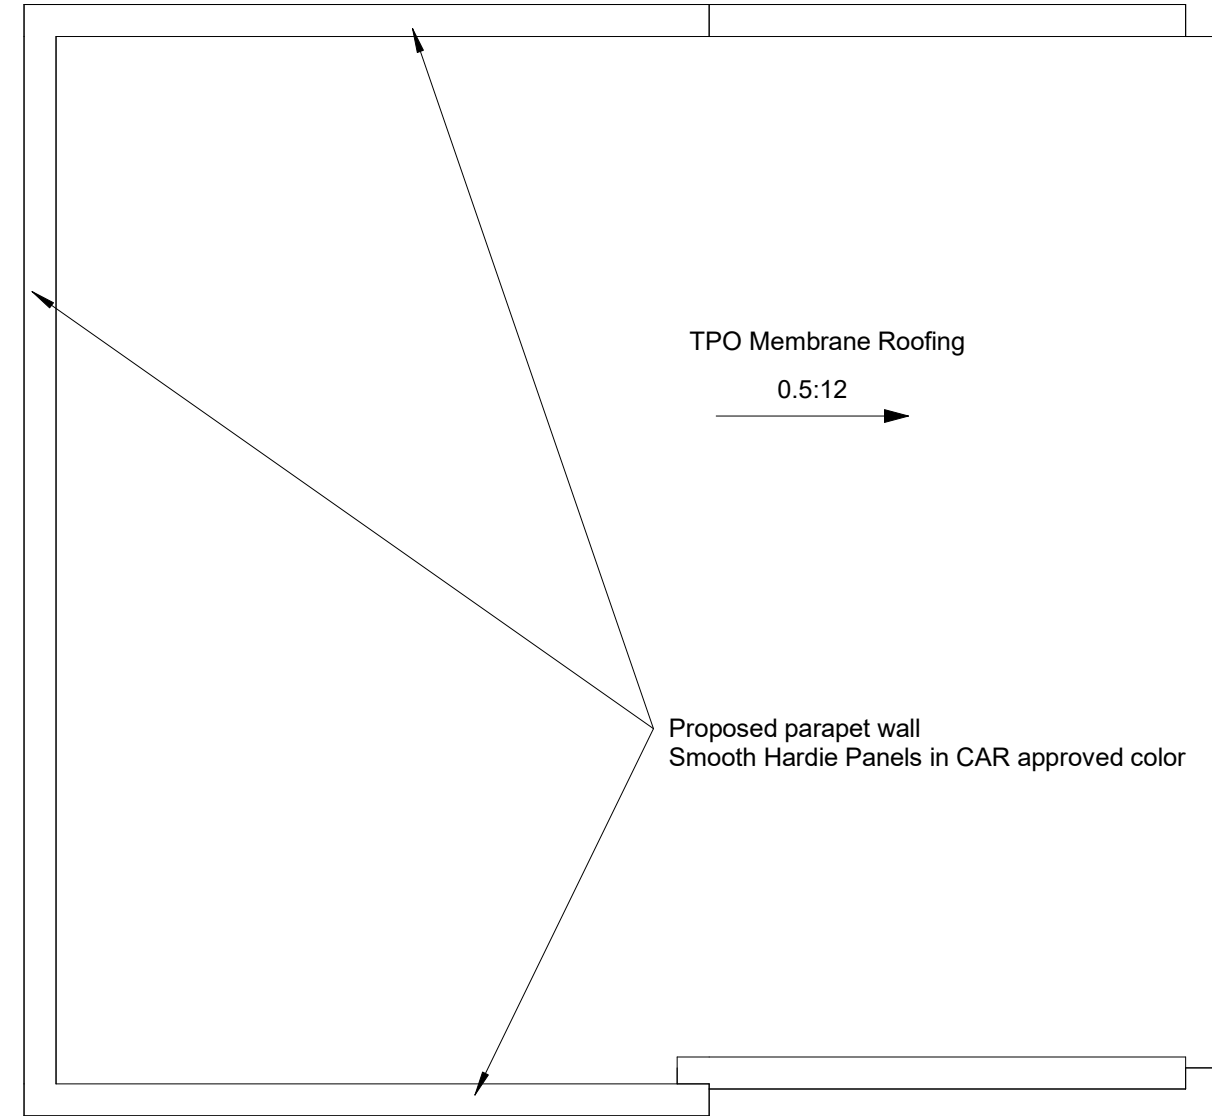 TPO Membrane Roofing
0.5:12
Proposed parapet wall
Smooth Hardie Panels in CAR approved color